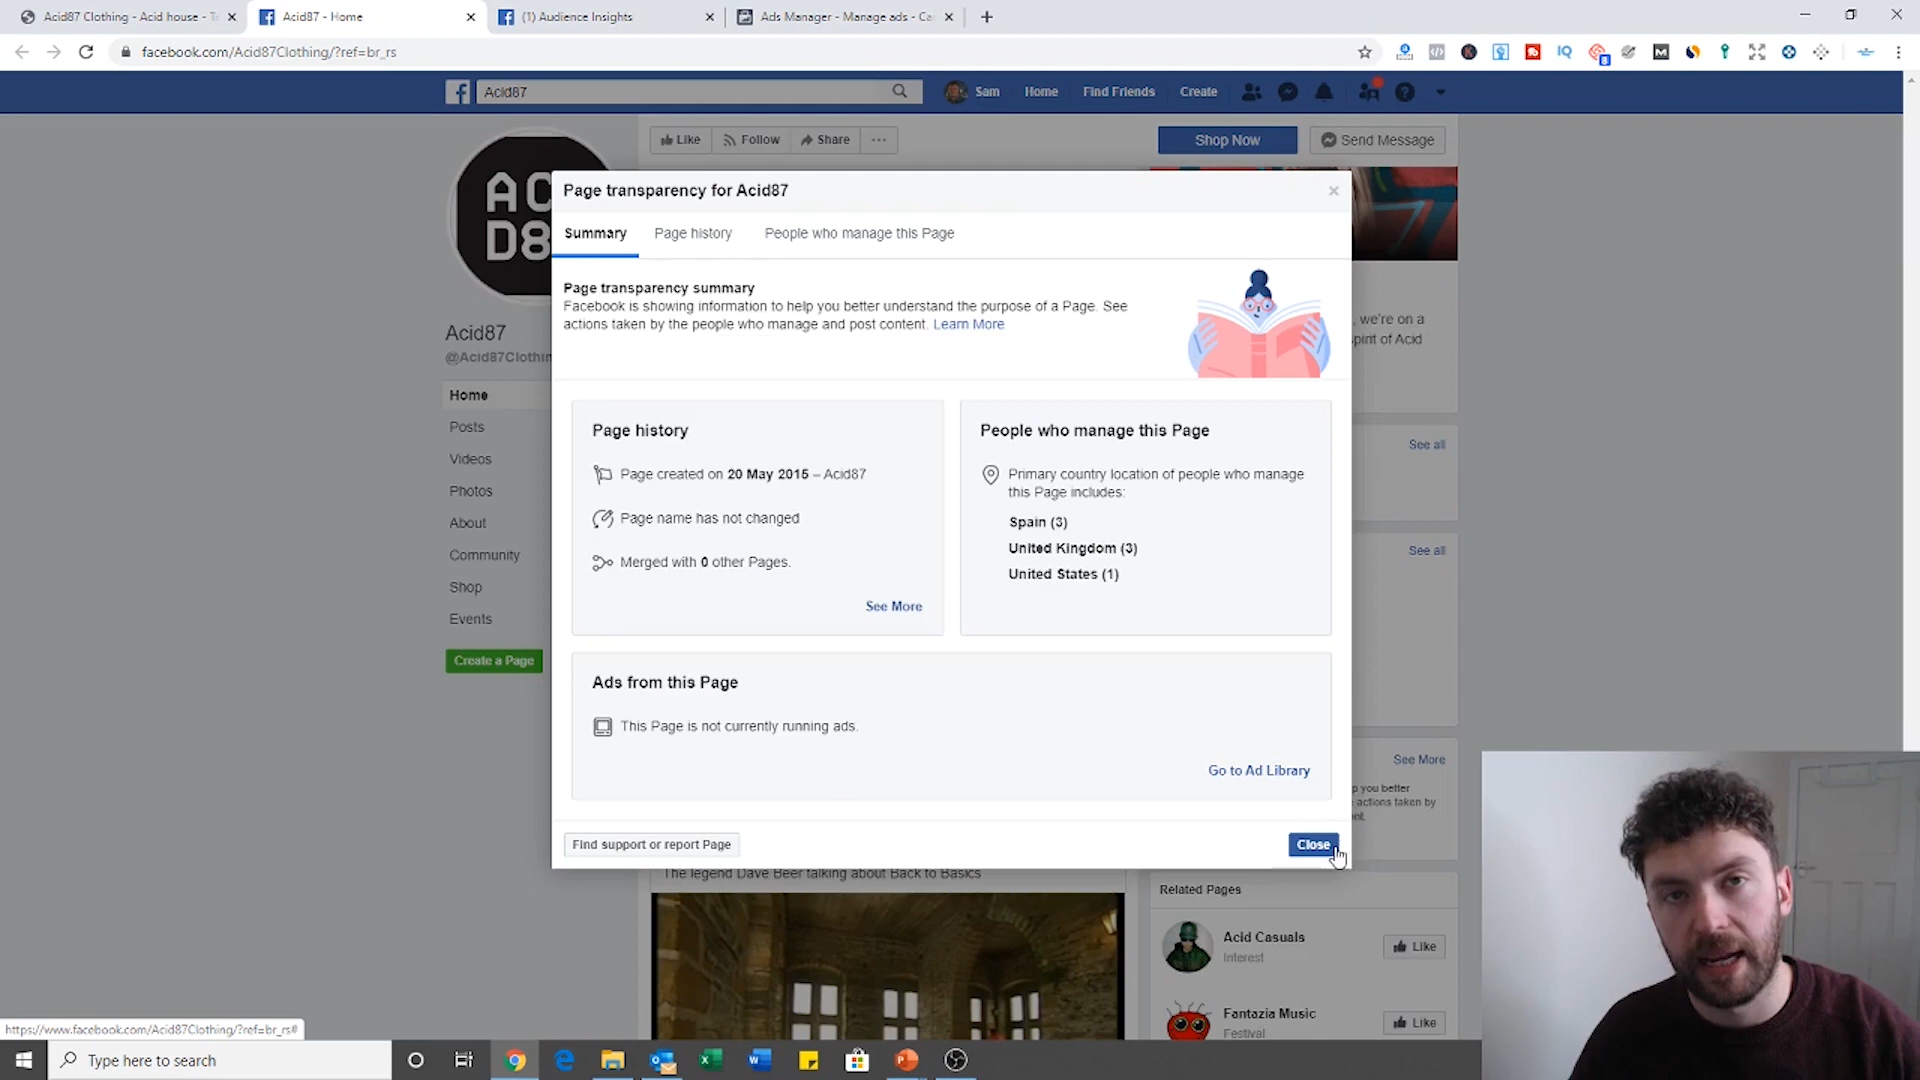 Acid87 Clothing - Acid house - T
Acid87 - Home
(1) Audience Insights
Ads Manager - Manage ads - Ca
facebook.com/Acid87Clothing/?ref=br_rs
8
Acid87
Sam
Home
Find Friends
Create
Like
Follow
Share
Shop Now
Send Message
AC
D8
Acid87
@Acid87Clothin
Home
Posts
Videos
Photos
About
Community
Shop
Events
Create a Page
Page transparency for Acid87
Summary
Page history
People who manage this Page
Page transparency summary
Facebook is showing information to help you better understand the purpose of a Page. See
actions taken by the people who manage and post content. Learn More
Page history
Page created on 20 May 2015 – Acid87
Page name has not changed
Merged with 0 other Pages.
See More
People who manage this Page
Primary country location of people who manage
this Page includes:
Spain (3)
United Kingdom (3)
United States (1)
Ads from this Page
This Page is not currently running ads.
Go to Ad Library
Find support or report Page
Close
, we're on a
pirit of Acid
See all
See all
See More
p you better
actions taken by
The legend Dave Beer talking about Back to Basics
Related Pages
Acid Casuals
Interest
Like
Fantazia Music
Festival
Like
https://www.facebook.com/Acid87Clothing/?ref=br_rs#
Type here to search